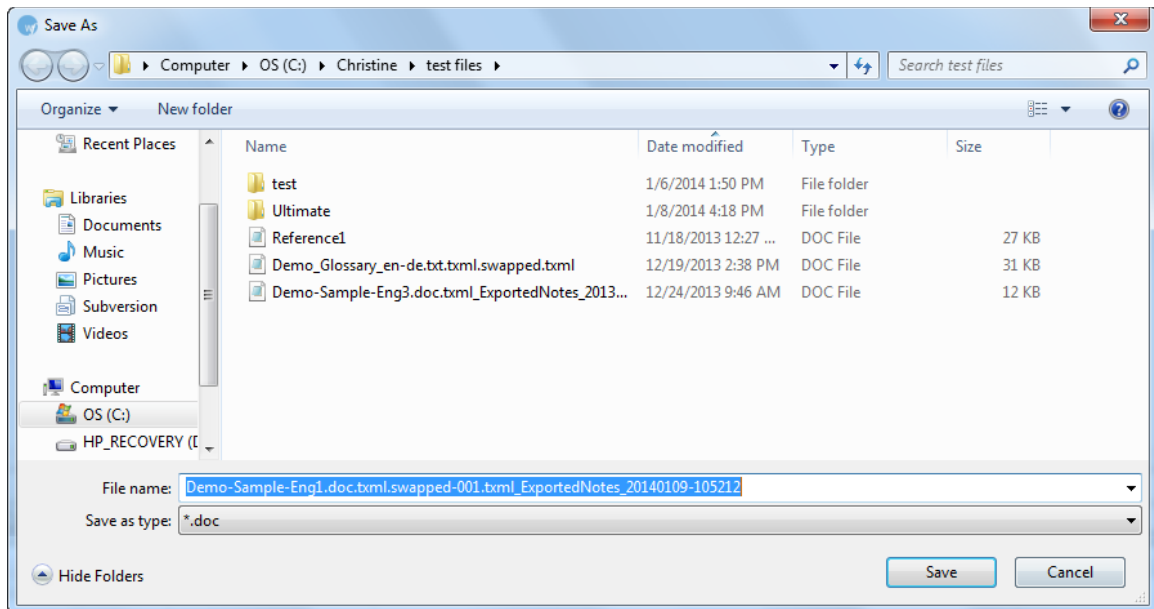 Save As
Computer OS (C:) Christine test files Search test files
Organize New folder
Name Date modified Type Size
Recent Places
Libraries
Documents
Music
Pictures
Subversion
Videos
Computer
OS (C:)
HP_RECOVERY (D
test 1/6/2014 1:50 PM File folder
Ultimate 1/8/2014 4:18 PM File folder
Reference1 11/18/2013 12:27 ... DOC File 27 KB
Demo_Glossary_en-de.txt.txml.swapped.txml 12/19/2013 2:38 PM DOC File 31 KB
Demo-Sample-Eng3.doc.txml_ExportedNotes_2013... 12/24/2013 9:46 AM DOC File 12 KB
File name: Demo-Sample-Eng1.doc.txml.swapped-001.txml_ExportedNotes_20140109-105212
Save as type: *.doc
Hide Folders Save Cancel